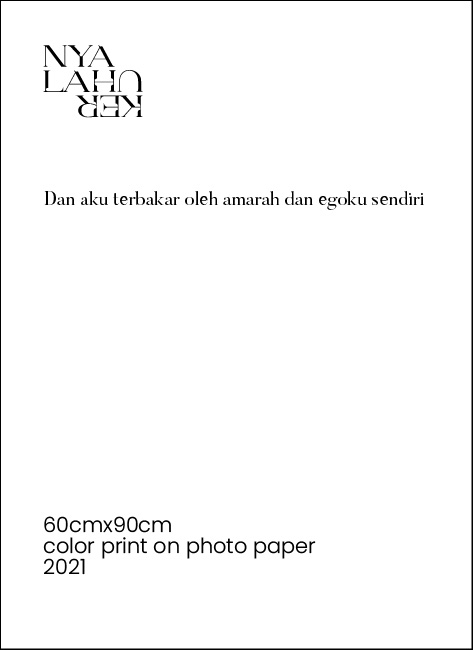 NYA
LAHU
KER
Dan aku terbakar oleh amarah dan egoku sendiri
60cmx90cm
color print on photo paper
2021